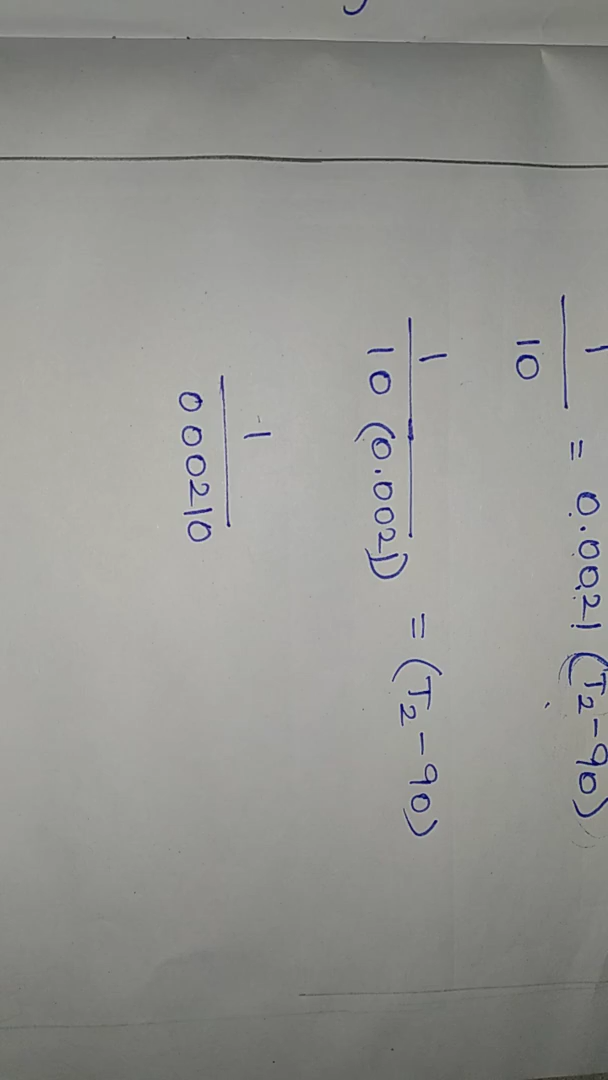 1/10 = 0.0021 (T₂-90)
1/10 (0.0021) = (T₂-90)
1/000210